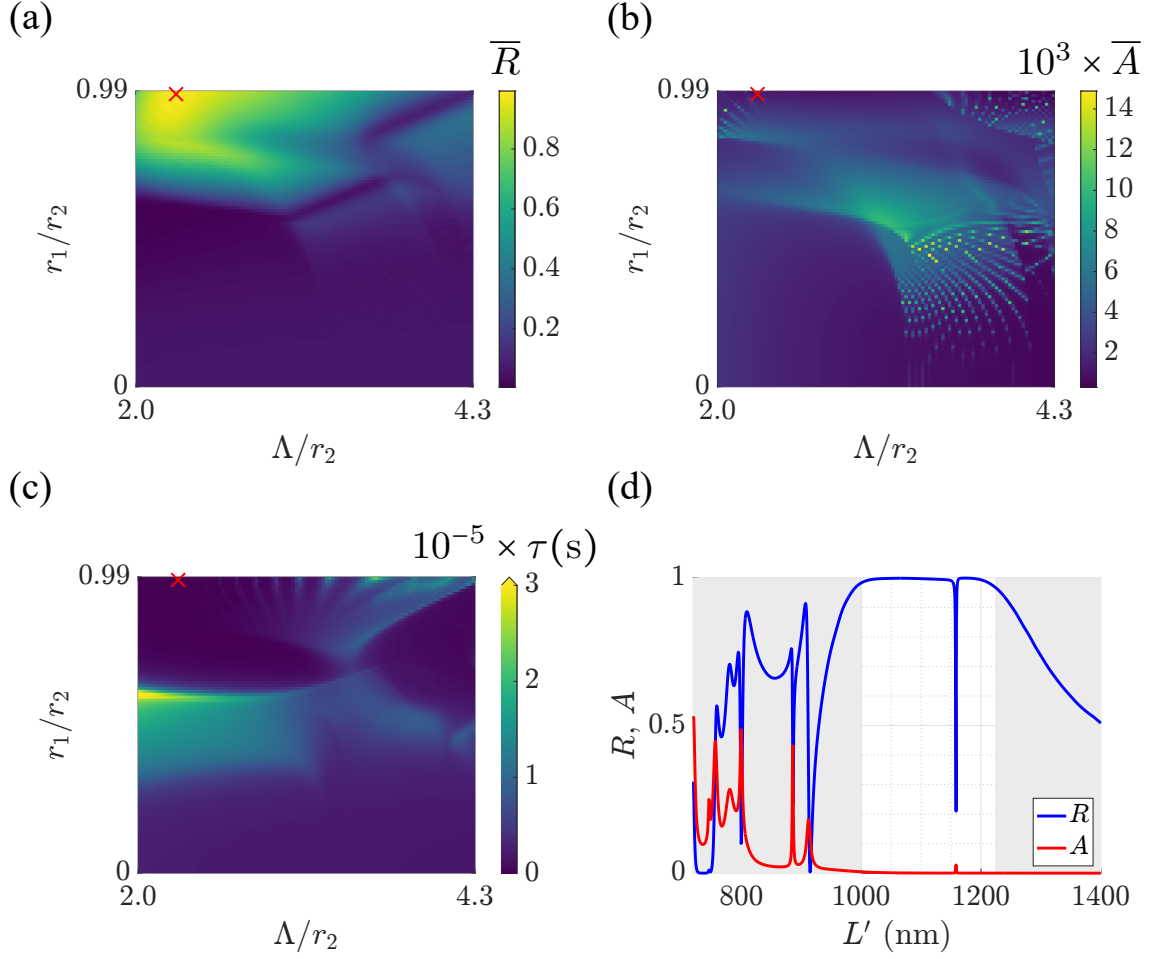 (a)
R̅
0.99
0.8
0.6
0.4
0.2
0
r₁/r₂
2.0
4.3
Λ/r₂
(b)
10³ × A̅
0.99
14
12
10
8
6
4
2
0
r₁/r₂
2.0
4.3
Λ/r₂
(c)
10⁻⁵ × τ(s)
0.99
3
2
1
0
0
r₁/r₂
2.0
4.3
Λ/r₂
(d)
1
0.5
0
R, A
R
A
800
1000
1200
1400
L′ (nm)